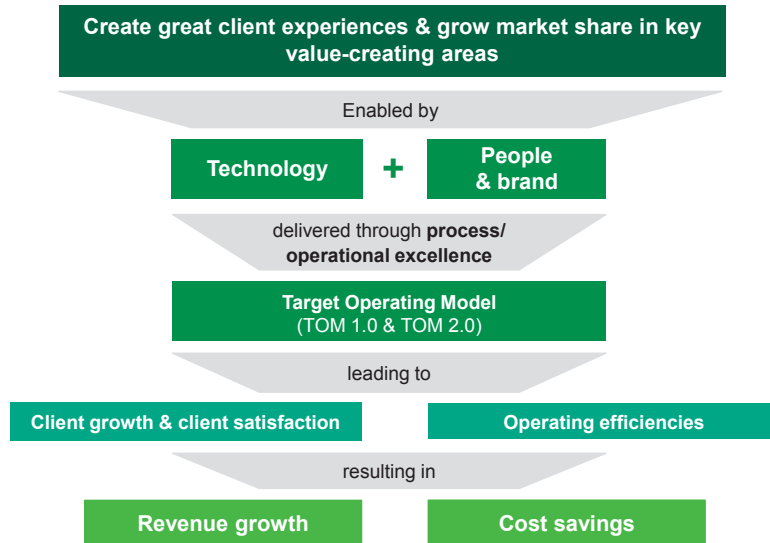 Create great client experiences & grow market share in key
value-creating areas
Enabled by
Technology
+
People
& brand
delivered through process/
operational excellence
Target Operating Model
(TOM 1.0 & TOM 2.0)
leading to
Client growth & client satisfaction
Operating efficiencies
resulting in
Revenue growth
Cost savings